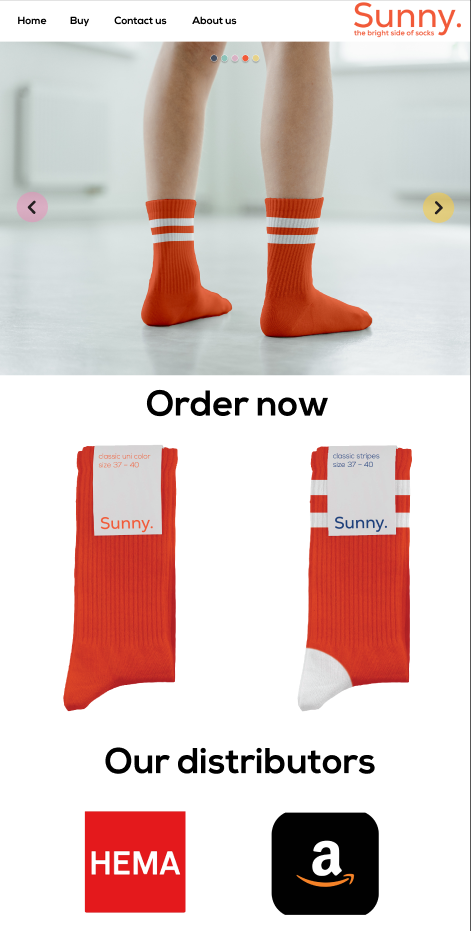 Home Buy Contact us About us
Sunny.
the bright side of socks
Order now
classic uni color
size 37 – 40
Sunny.
classic stripes
size 37 – 40
Sunny.
Our distributors
HEMA
a